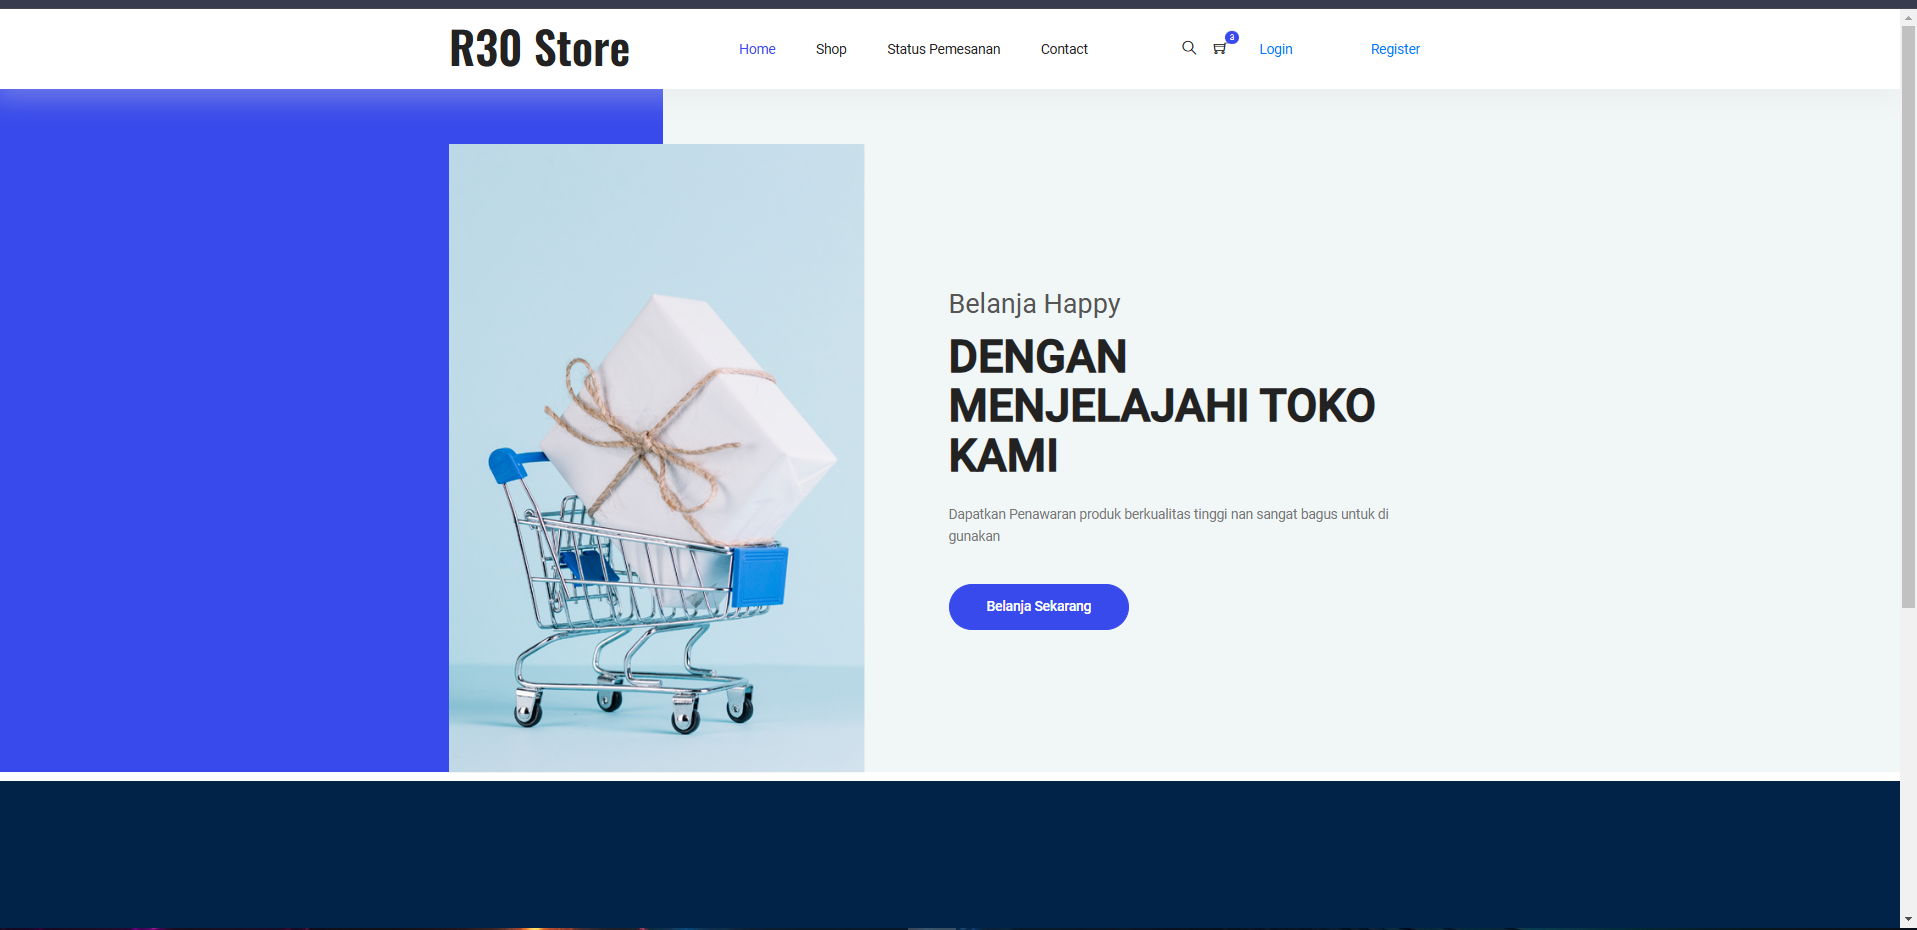 R30 Store
Home
Shop
Status Pemesanan
Contact
3
Login
Register
Belanja Happy
DENGAN
MENJELAJAHI TOKO
KAMI
Dapatkan Penawaran produk berkualitas tinggi nan sangat bagus untuk di
gunakan
Belanja Sekarang